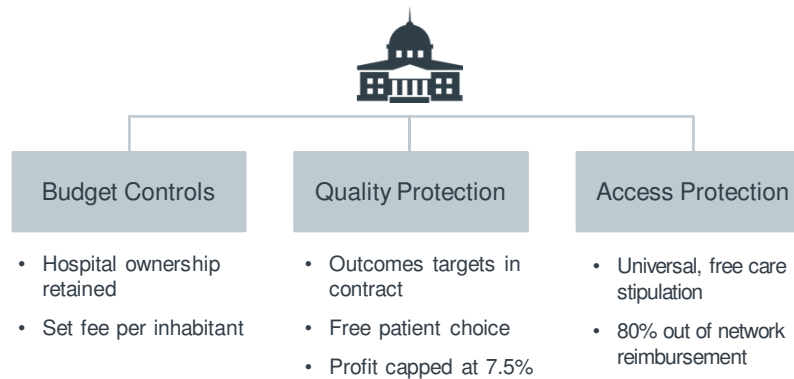 Budget Controls
• Hospital ownership
retained
• Set fee per inhabitant
Quality Protection
• Outcomes targets in
contract
• Free patient choice
• Profit capped at 7.5%
Access Protection
• Universal, free care
stipulation
• 80% out of network
reimbursement